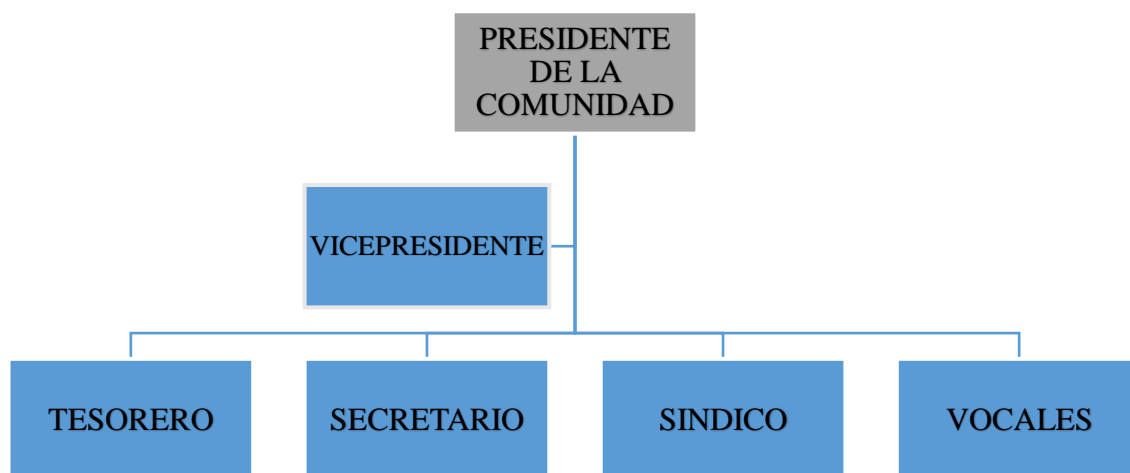 PRESIDENTE
DE LA
COMUNIDAD
VICEPRESIDENTE
TESORERO
SECRETARIO
SINDICO
VOCALES